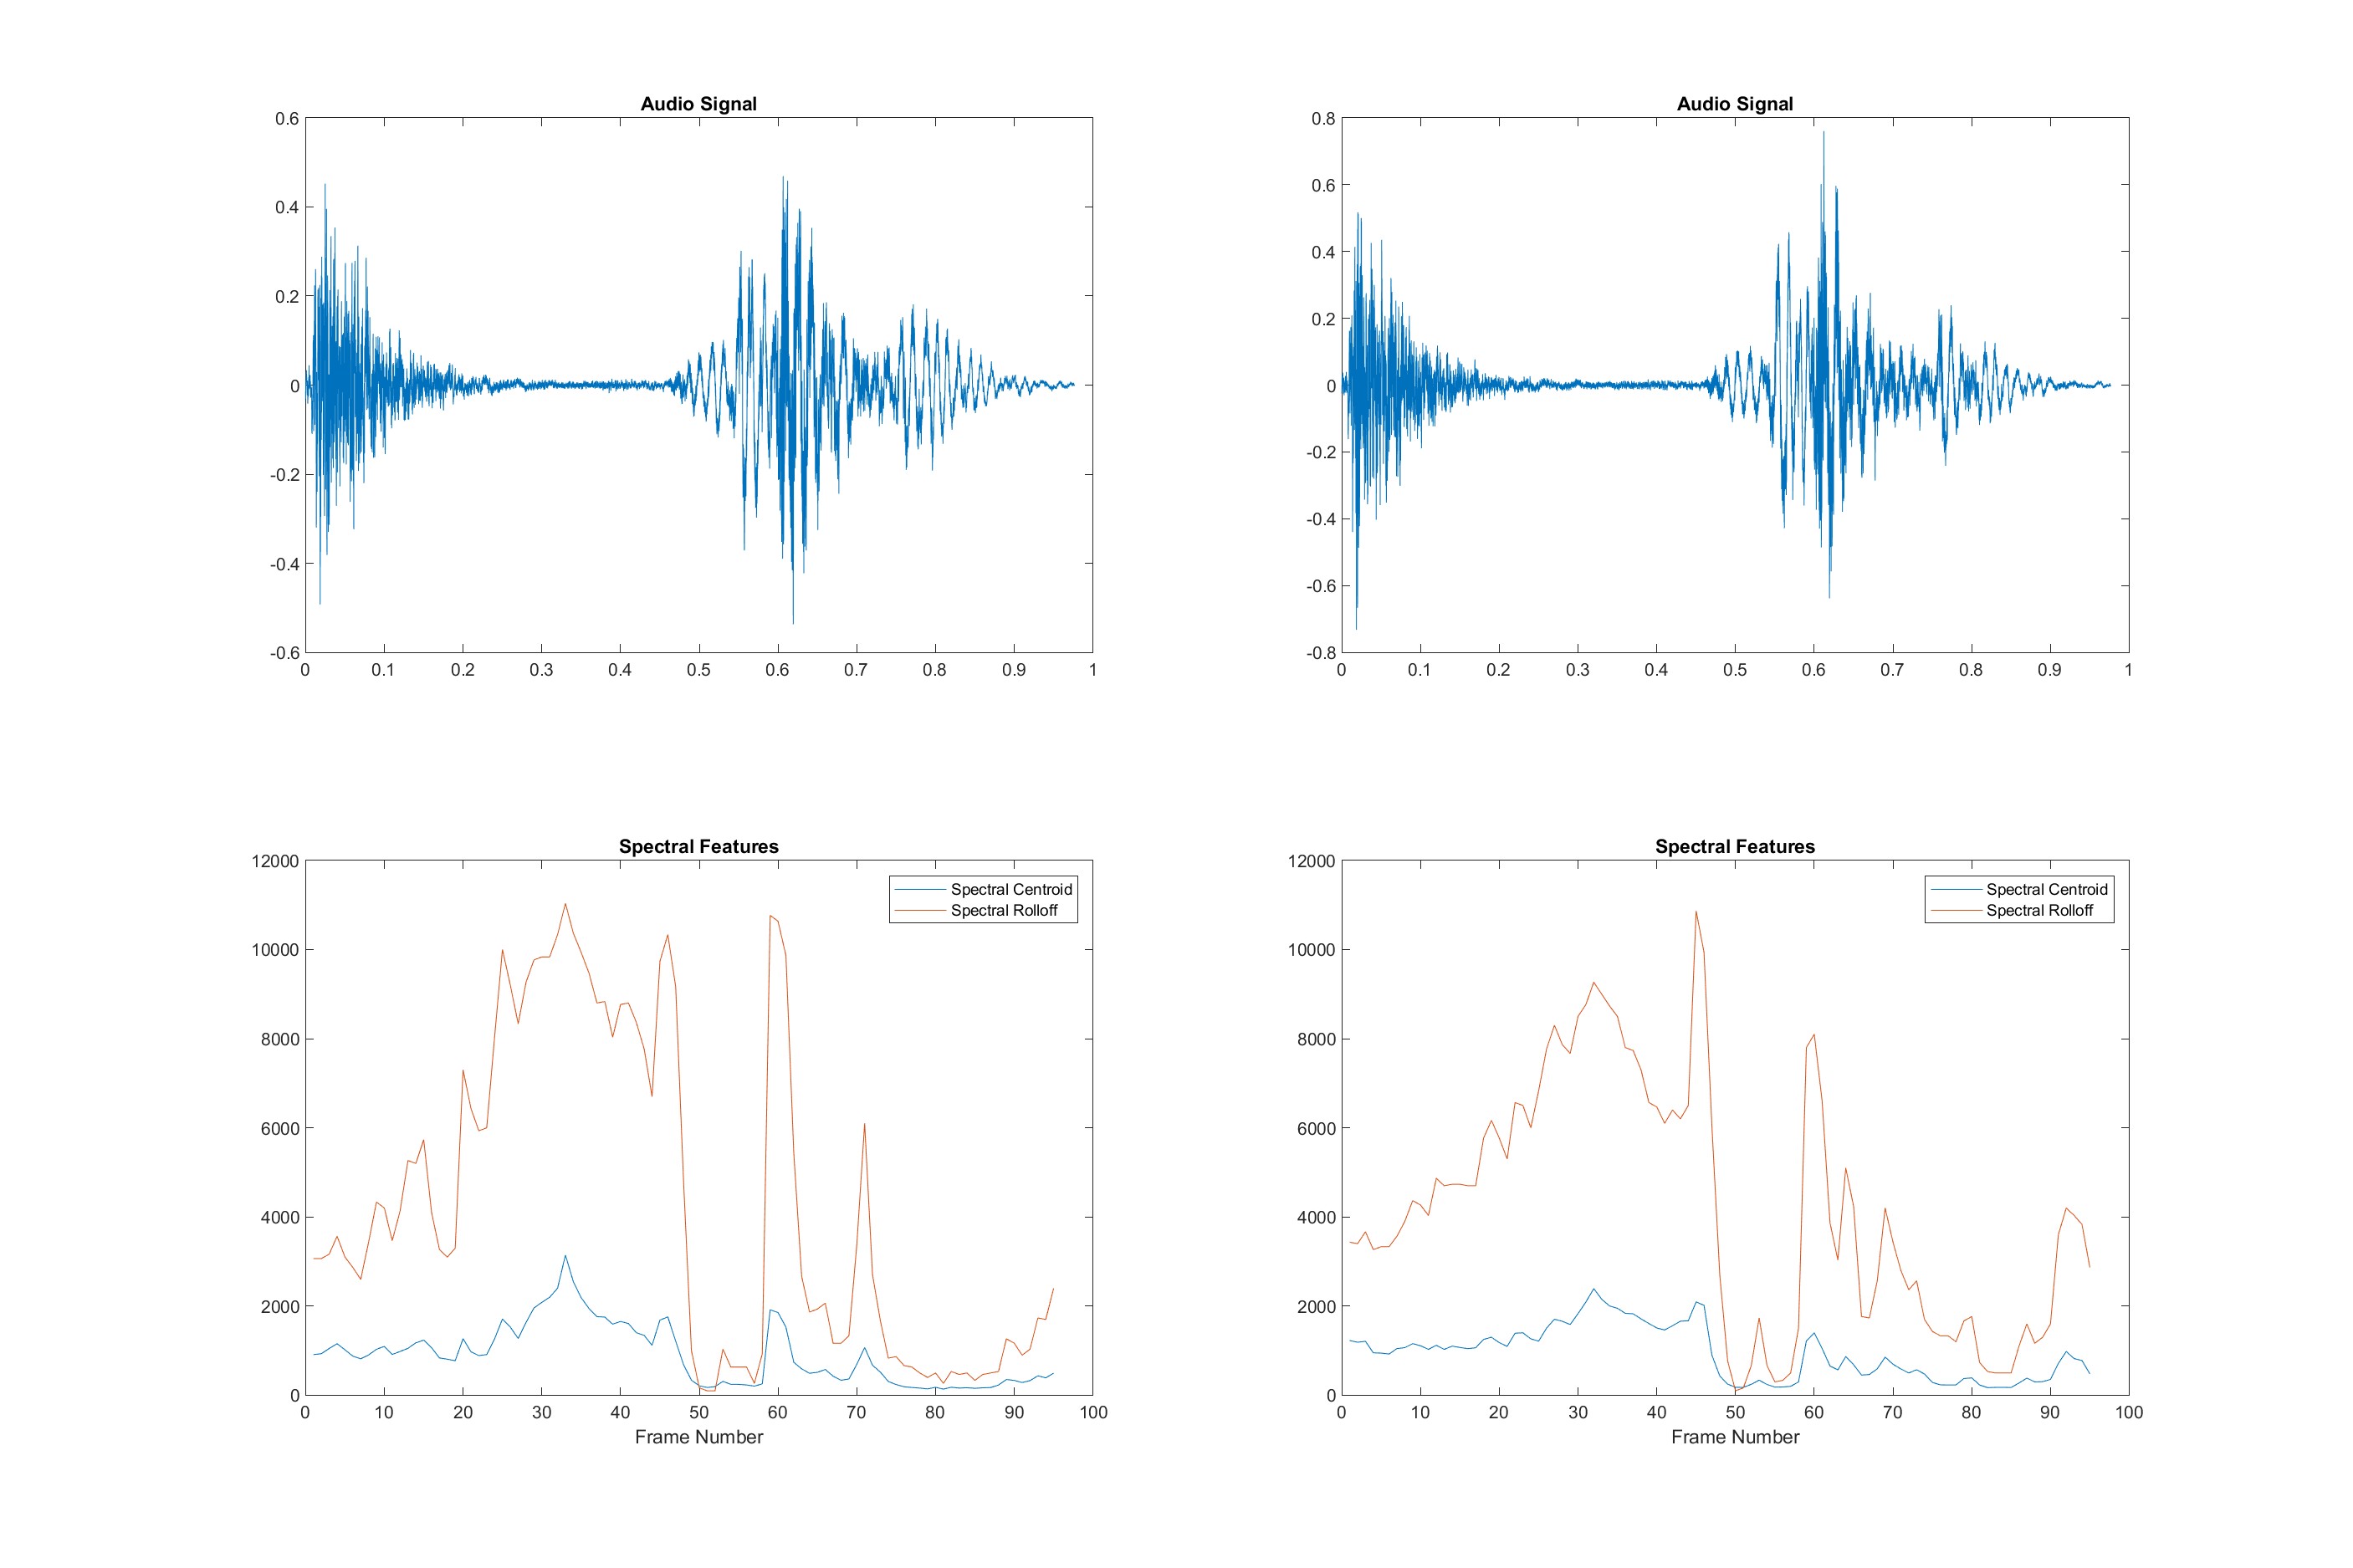 Audio Signal
0.6
0.4
0.2
0
-0.2
-0.4
-0.6
0 0.1 0.2 0.3 0.4 0.5 0.6 0.7 0.8 0.9 1
Audio Signal
0.8
0.6
0.4
0.2
0
-0.2
-0.4
-0.6
-0.8
0 0.1 0.2 0.3 0.4 0.5 0.6 0.7 0.8 0.9 1
Spectral Features
12000
10000
8000
6000
4000
2000
0
Spectral Centroid
Spectral Rolloff
0 10 20 30 40 50 60 70 80 90 100
Frame Number
Spectral Features
12000
10000
8000
6000
4000
2000
0
Spectral Centroid
Spectral Rolloff
0 10 20 30 40 50 60 70 80 90 100
Frame Number